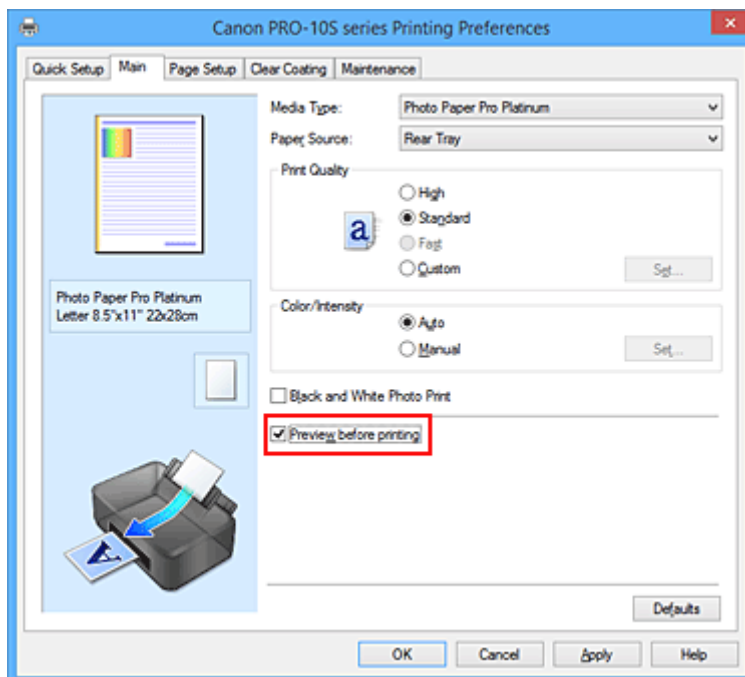 Canon PRO-10S series Printing Preferences
Quick Setup Main Page Setup Clear Coating Maintenance
Media Type: Photo Paper Pro Platinum
Paper Source: Rear Tray
Print Quality
High
a Standard
Fast
Custom Set...
Photo Paper Pro Platinum
Letter 8.5"x11" 22x28cm
Color/Intensity
Auto
Manual Set...
Black and White Photo Print
Preview before printing
A
Defaults
OK Cancel Apply Help